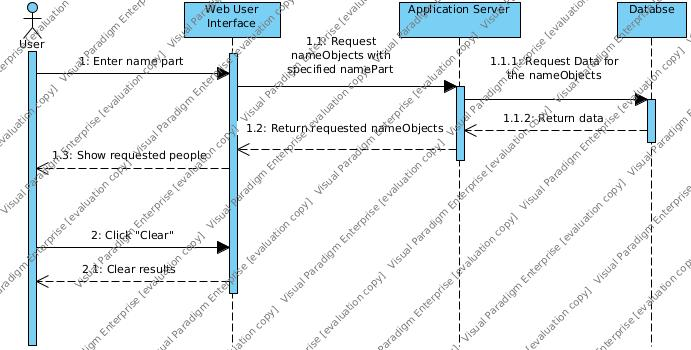 Web User
Interface
Application Server
Databse
User
1: Enter name part
1.1: Request
nameObjects with
specified namePart
1.1.1: Request Data for
the nameObjects
1.1.2: Return data
1.2: Return requested nameObjects
1.3: Show requested people
2: Click "Clear"
2.1: Clear results
Visual Paradigm Enterprise [evaluation copy]